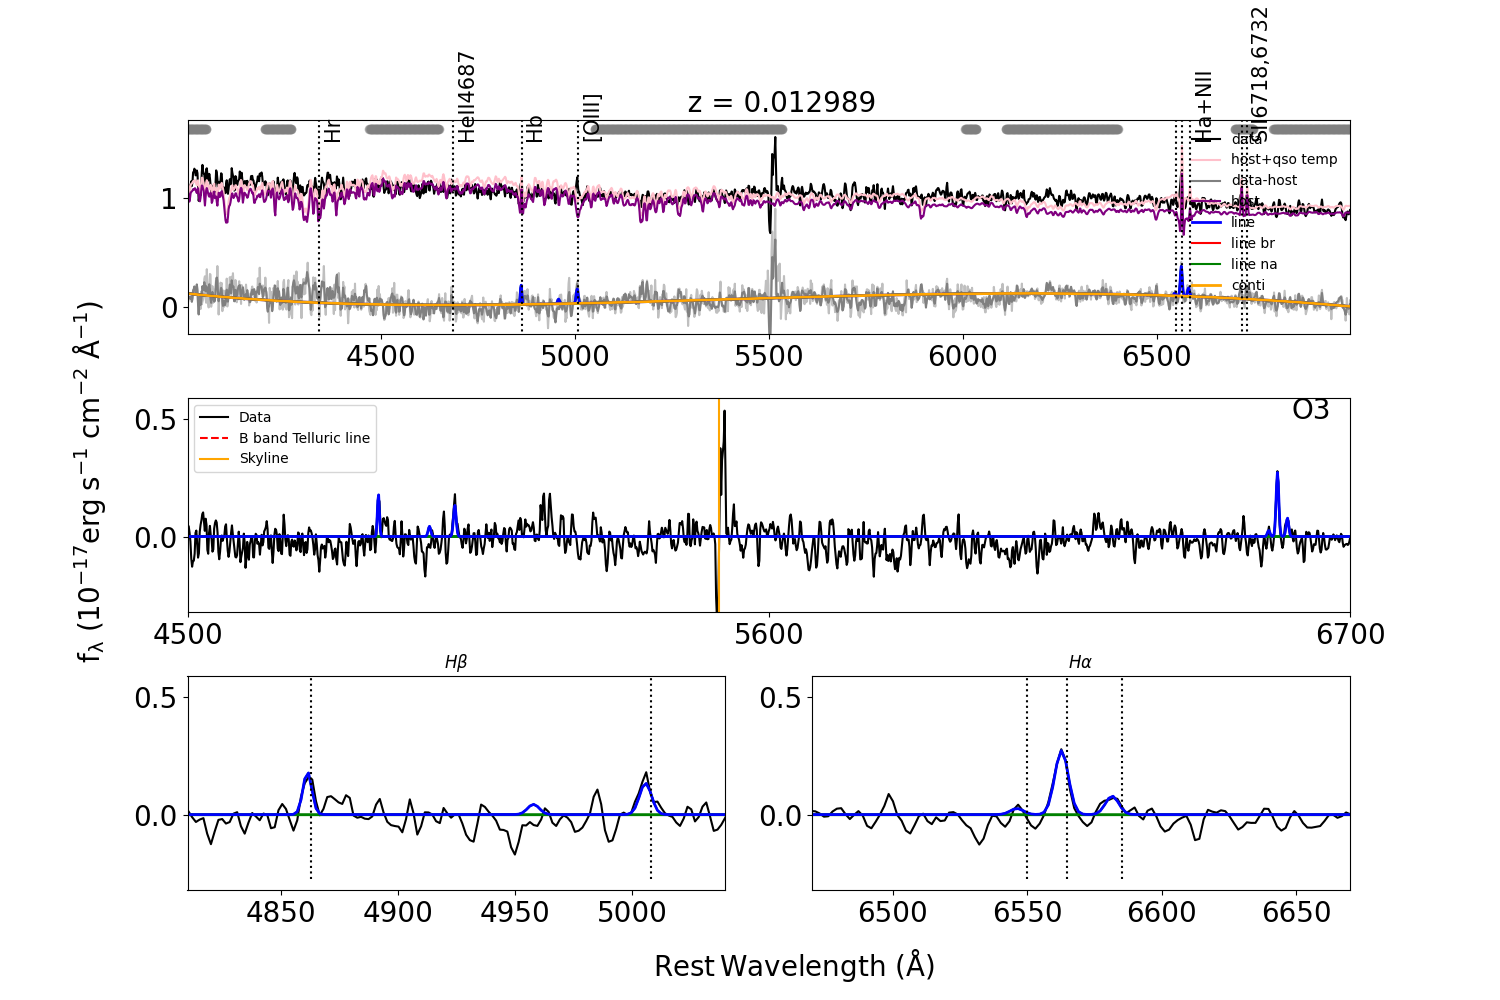 z = 0.012989
Hr
HeII4687
Hb
[OIII]
Ha+NII
SII6718,6732
data
host+qso temp
data-host
host
line
line br
line na
conti
1
0
4500 5000 5500 6000 6500
fλ (10⁻¹⁷erg s⁻¹ cm⁻² Å⁻¹)
O3
Data
B band Telluric line
Skyline
0.5
0.0
4500 5600 6700
Hβ
0.5
0.0
4850 4900 4950 5000
Hα
0.5
0.0
6500 6550 6600 6650
Rest Wavelength (Å)